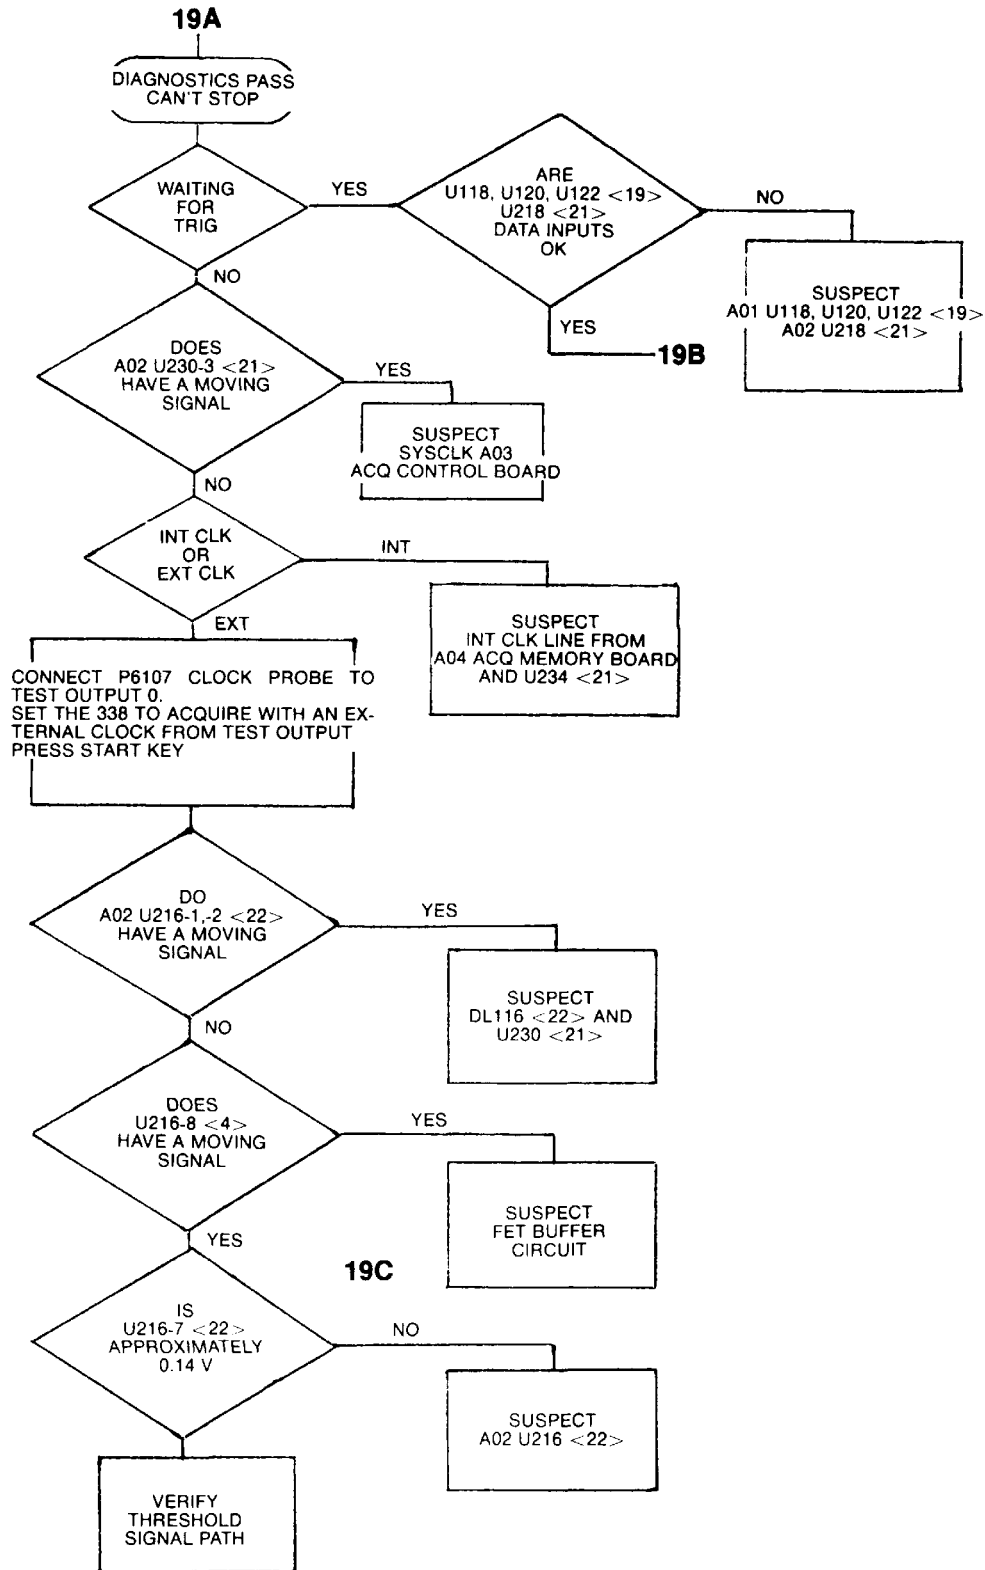 19A
DIAGNOSTICS PASS
CAN'T STOP
WAITING
FOR
TRIG
YES
ARE
U118, U120, U122 <19>
U218 <21>
DATA INPUTS
OK
NO
SUSPECT
A01 U118, U120, U122 <19>
A02 U218 <21>
YES
19B
NO
DOES
A02 U230-3 <21>
HAVE A MOVING
SIGNAL
YES
SUSPECT
SYSCLK A03
ACQ CONTROL BOARD
NO
INT CLK
OR
EXT CLK
INT
SUSPECT
INT CLK LINE FROM
A04 ACQ MEMORY BOARD
AND U234 <21>
EXT
CONNECT P6107 CLOCK PROBE TO
TEST OUTPUT 0.
SET THE 338 TO ACQUIRE WITH AN EX-
TERNAL CLOCK FROM TEST OUTPUT
PRESS START KEY
DO
A02 U216-1,-2 <22>
HAVE A MOVING
SIGNAL
YES
SUSPECT
DL116 <22> AND
U230 <21>
NO
DOES
U216-8 <4>
HAVE A MOVING
SIGNAL
YES
SUSPECT
FET BUFFER
CIRCUIT
YES
19C
IS
U216-7 <22>
APPROXIMATELY
0.14 V
NO
SUSPECT
A02 U216 <22>
VERIFY
THRESHOLD
SIGNAL PATH